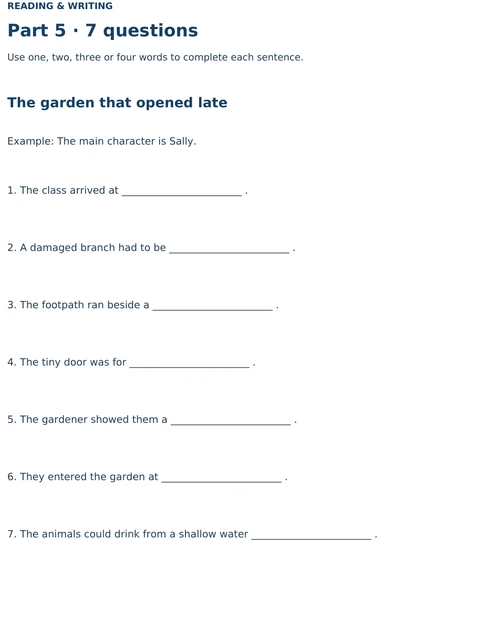 READING & WRITING
Part 5 · 7 questions
Use one, two, three or four words to complete each sentence.
The garden that opened late
Example: The main character is Sally.
1. The class arrived at ______________________ .
2. A damaged branch had to be ______________________ .
3. The footpath ran beside a ______________________ .
4. The tiny door was for ______________________ .
5. The gardener showed them a ______________________ .
6. They entered the garden at ______________________ .
7. The animals could drink from a shallow water ______________________ .